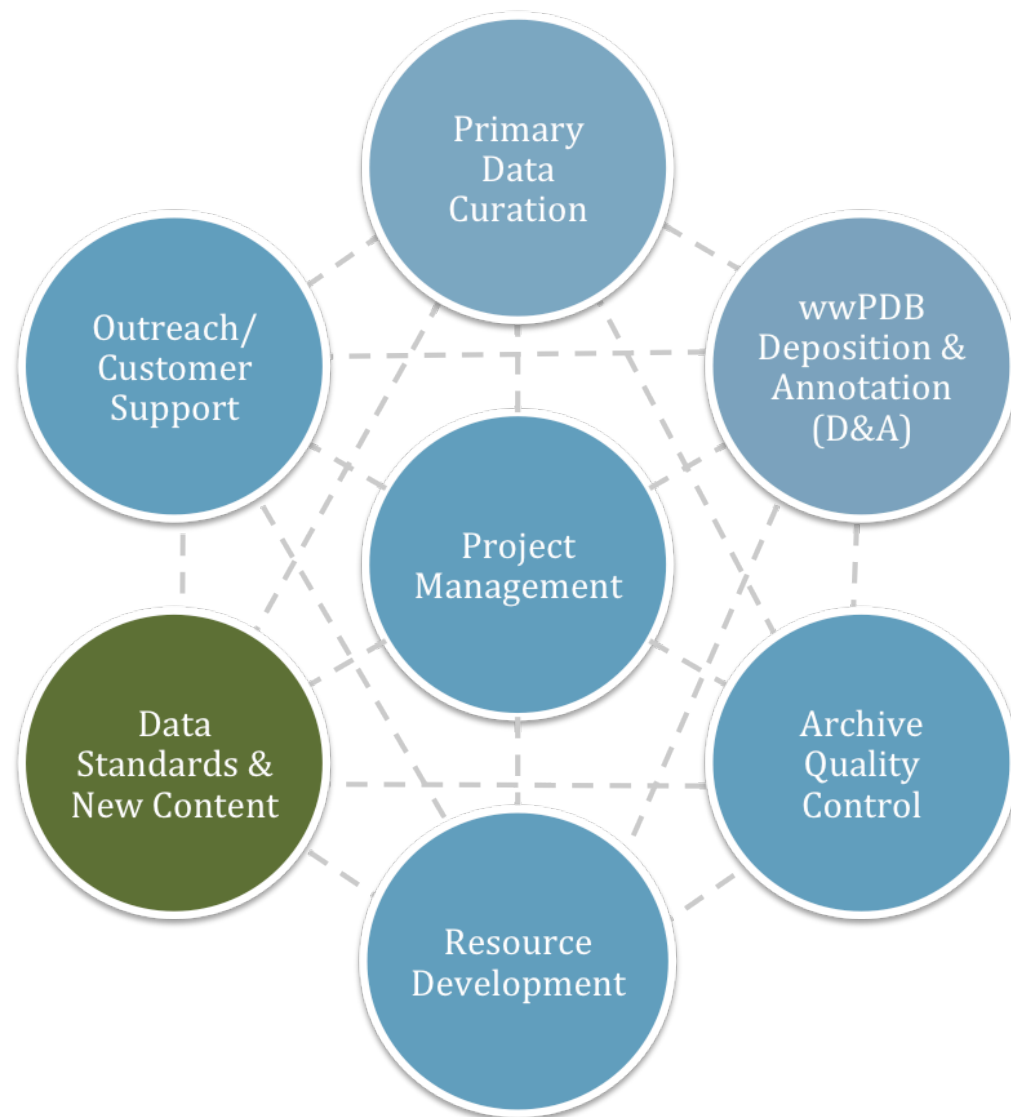 Primary
Data
Curation
Outreach/
Customer
Support
wwPDB
Deposition &
Annotation
(D&A)
Project
Management
Data
Standards &
New Content
Archive
Quality
Control
Resource
Development